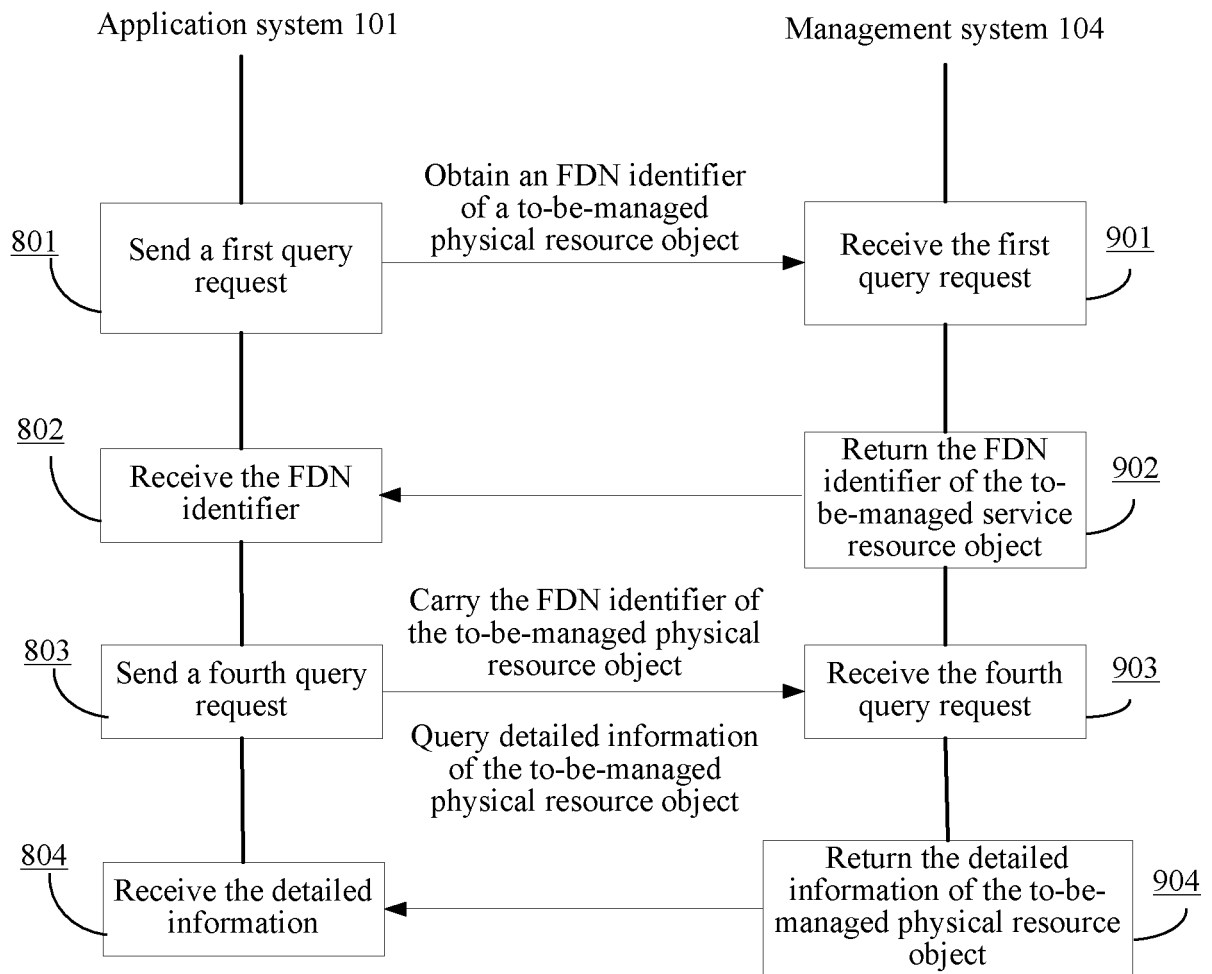 Application system 101
Management system 104
Obtain an FDN identifier
of a to-be-managed
physical resource object
801
Send a first query
request
Receive the first
query request
901
802
Receive the FDN
identifier
Return the FDN
identifier of the to-
be-managed service
resource object
902
Carry the FDN identifier of
the to-be-managed physical
resource object
803
Send a fourth query
request
Receive the fourth
query request
903
Query detailed information
of the to-be-managed
physical resource object
804
Receive the detailed
information
Return the detailed
information of the to-be-
managed physical resource
object
904